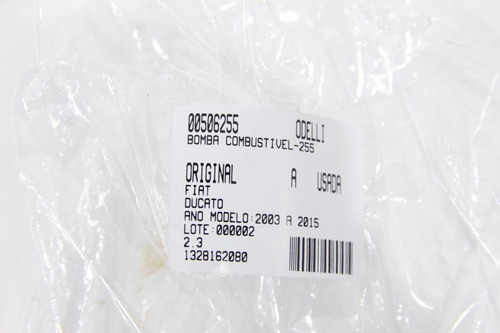 00506255 ODELLI
BOMBA COMBUSTIVEL-255
ORIGINAL A USADA
FIAT
DUCATO
ANO MODELO:2003 A 2015
LOTE:000002
2.3
1328162080